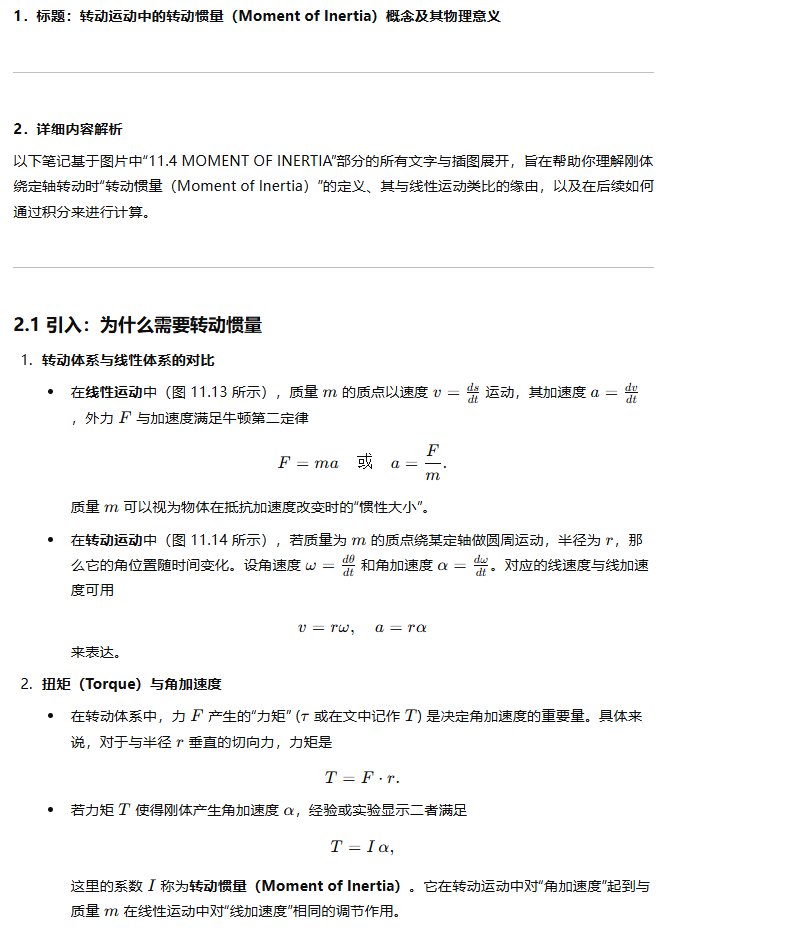 1．标题：转动运动中的转动惯量（Moment of Inertia）概念及其物理意义
2．详细内容解析
以下笔记基于图片中“11.4 MOMENT OF INERTIA”部分的所有文字与插图展开，旨在帮助你理解刚体
绕定轴转动时“转动惯量（Moment of Inertia）”的定义、其与线性运动类比的缘由，以及在后续如何
通过积分来进行计算。
2.1 引入：为什么需要转动惯量
1. 转动体系与线性体系的对比
• 在线性运动中（图 11.13 所示），质量 m 的质点以速度 v = ds/dt 运动，其加速度 a = dv/dt
，外力 F 与加速度满足牛顿第二定律
F = ma 或 a = F/m.
质量 m 可以视为物体在抵抗加速度改变时的“惯性大小”。
• 在转动运动中（图 11.14 所示），若质量为 m 的质点绕某定轴做圆周运动，半径为 r，那
么它的角位置随时间变化。设角速度 ω = dθ/dt 和角加速度 α = dω/dt。对应的线速度与线加速
度可用
v = rω, a = rα
来表达。
2. 扭矩（Torque）与角加速度
• 在转动体系中，力 F 产生的“力矩” (τ 或在文中记作 T) 是决定角加速度的重要量。具体来
说，对于与半径 r 垂直的切向力，力矩是
T = F · r.
• 若力矩 T 使得刚体产生角加速度 α，经验或实验显示二者满足
T = I α,
这里的系数 I 称为转动惯量（Moment of Inertia）。它在转动运动中对“角加速度”起到与
质量 m 在线性运动中对“线加速度”相同的调节作用。